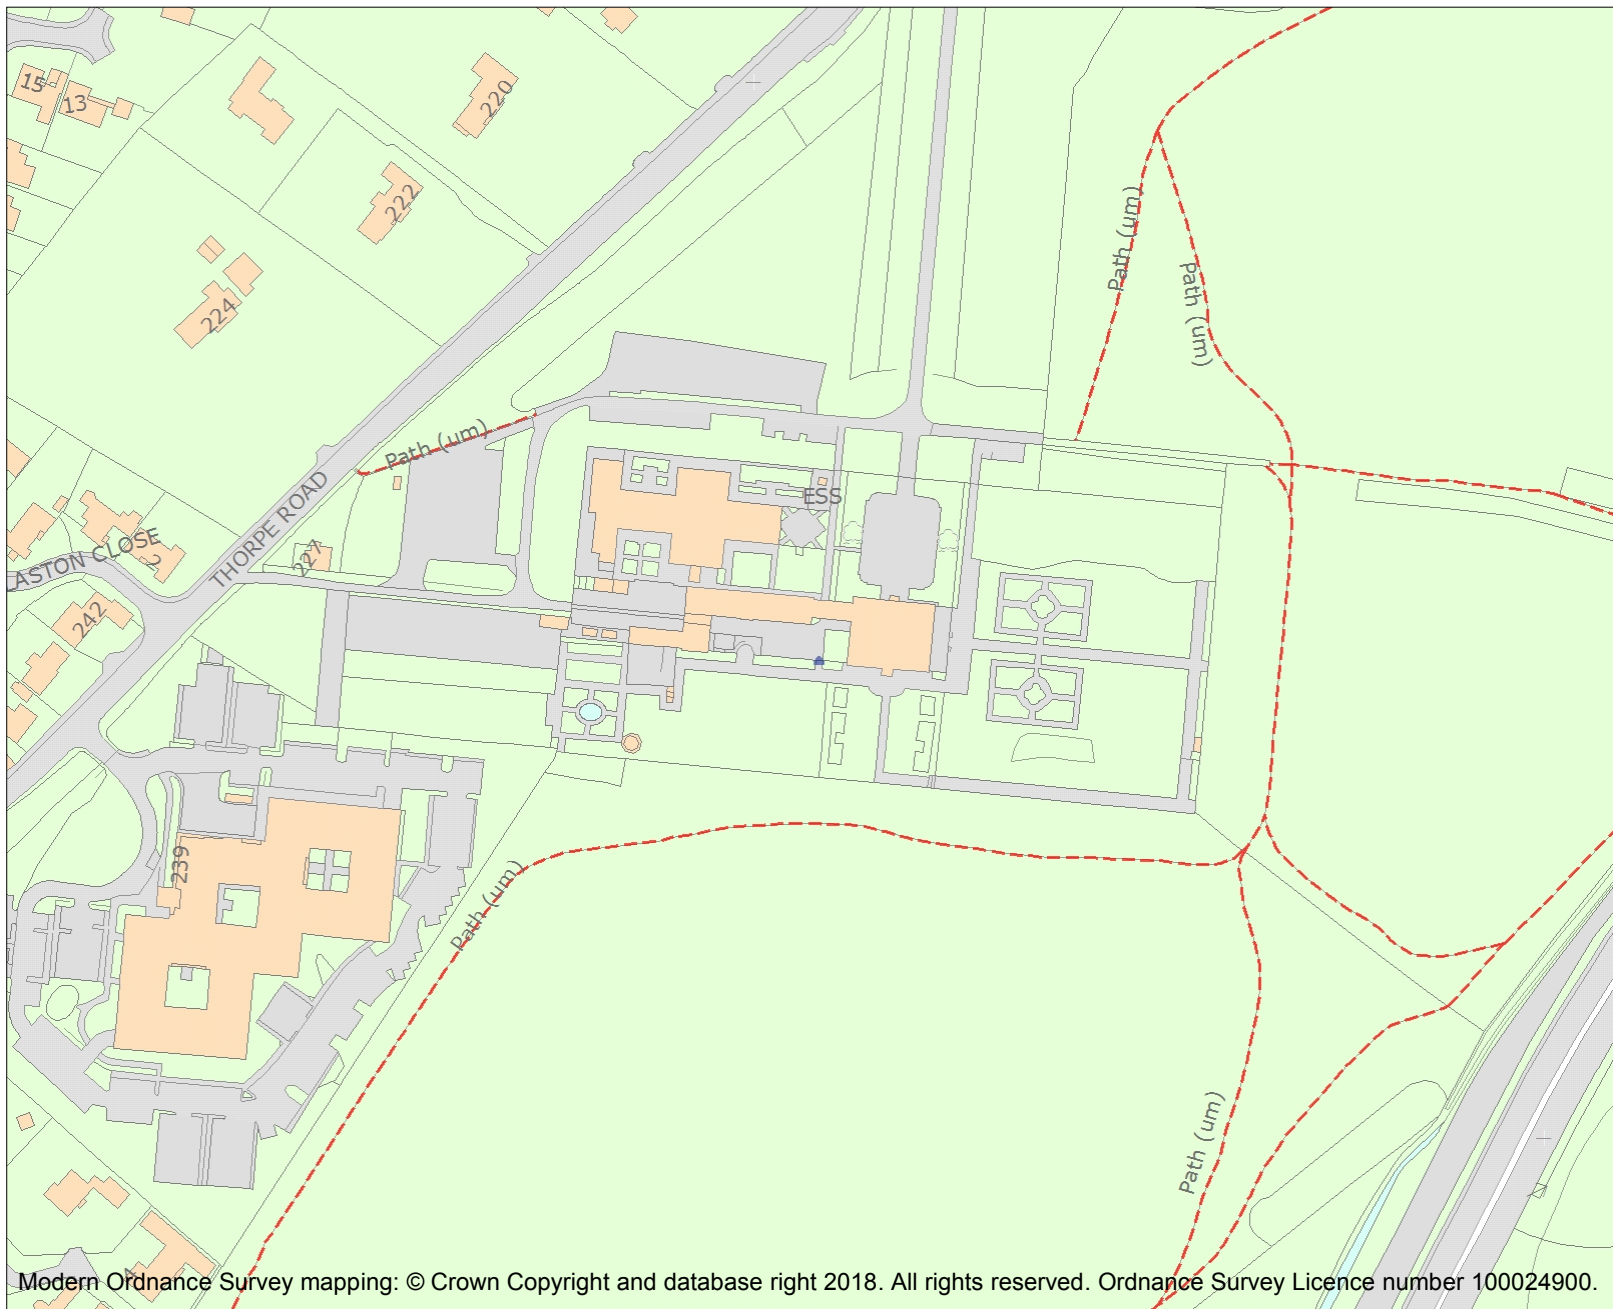 15
13
220
222
224
Path (um)
Path (um)
Path (um)
THORPE ROAD
ESS
ASTON CLOSE
2
227
242
239
Path (um)
Path (um)
4
Modern Ordnance Survey mapping: © Crown Copyright and database right 2018. All rights reserved. Ordnance Survey Licence number 100024900.